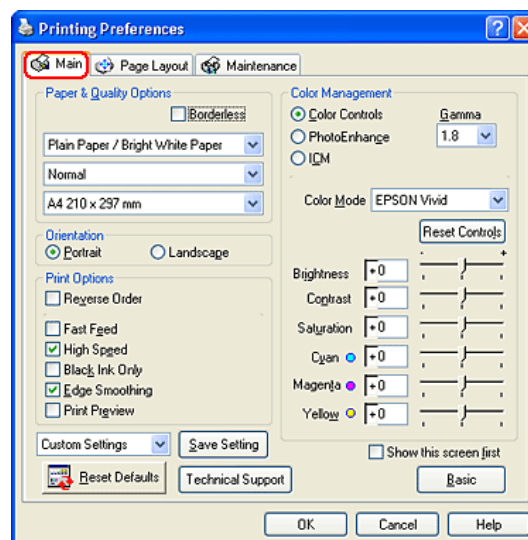 Printing Preferences
Main
Page Layout
Maintenance
Paper & Quality Options
Borderless
Plain Paper / Bright White Paper
Normal
A4 210 x 297 mm
Orientation
Portrait
Landscape
Print Options
Reverse Order
Fast Feed
High Speed
Black Ink Only
Edge Smoothing
Print Preview
Custom Settings
Save Setting
Reset Defaults
Technical Support
Color Management
Color Controls
PhotoEnhance
ICM
Gamma
1.8
Color Mode
EPSON Vivid
Reset Controls
- +
Brightness +0
Contrast +0
Saturation +0
Cyan +0
Magenta +0
Yellow +0
Show this screen first
Basic
OK
Cancel
Help